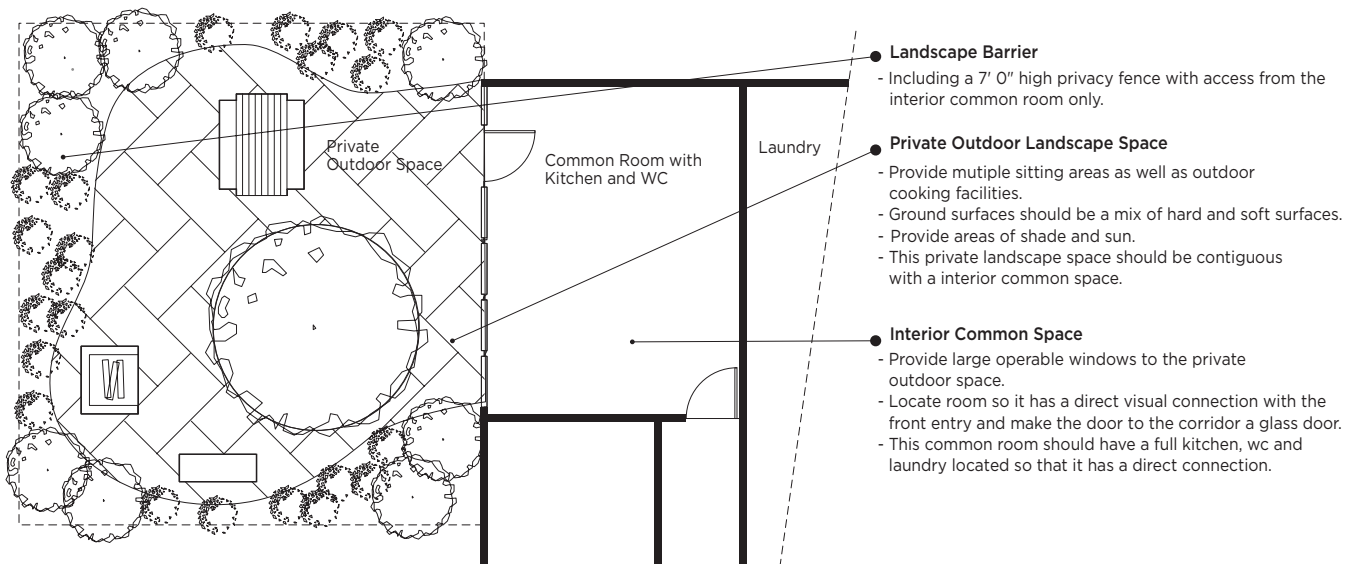 Private
Outdoor Space
Common Room with
Kitchen and WC
Laundry
Landscape Barrier
- Including a 7' 0" high privacy fence with access from the
interior common room only.
Private Outdoor Landscape Space
- Provide mutiple sitting areas as well as outdoor
cooking facilities.
- Ground surfaces should be a mix of hard and soft surfaces.
- Provide areas of shade and sun.
- This private landscape space should be contiguous
with a interior common space.
Interior Common Space
- Provide large operable windows to the private
outdoor space.
- Locate room so it has a direct visual connection with the
front entry and make the door to the corridor a glass door.
- This common room should have a full kitchen, wc and
laundry located so that it has a direct connection.